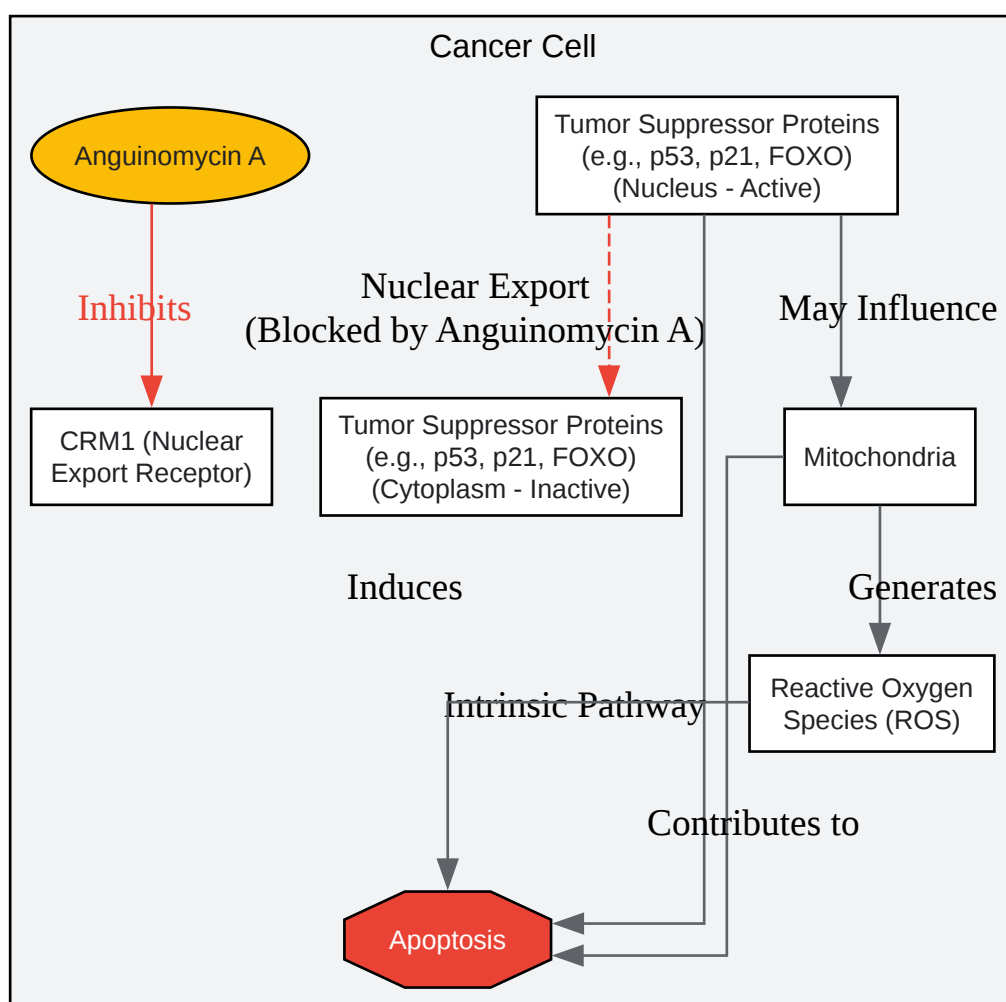 Cancer Cell
Anguinomycin A
Tumor Suppressor Proteins
(e.g., p53, p21, FOXO)
(Nucleus - Active)
Inhibits
Nuclear Export
(Blocked by Anguinomycin A)
May Influence
CRM1 (Nuclear
Export Receptor)
Tumor Suppressor Proteins
(e.g., p53, p21, FOXO)
(Cytoplasm - Inactive)
Mitochondria
Induces
Generates
Intrinsic Pathway
Reactive Oxygen
Species (ROS)
Contributes to
Apoptosis